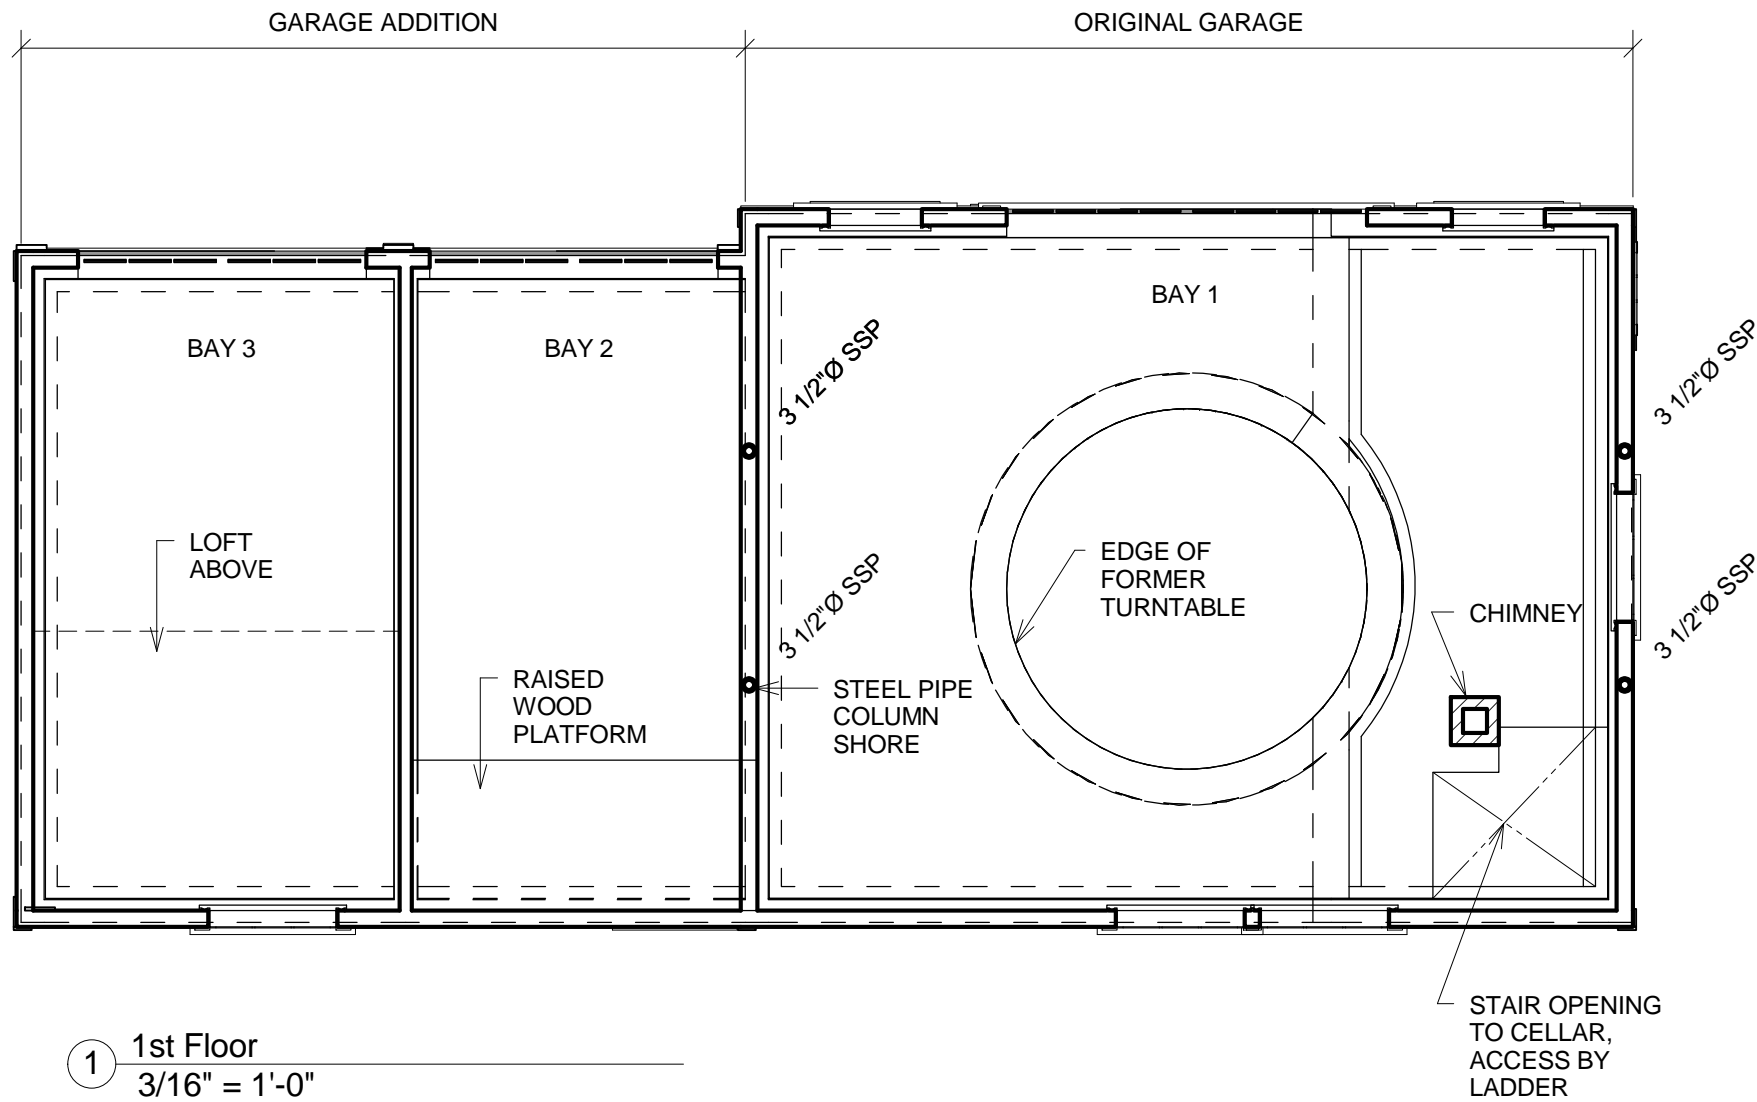 GARAGE ADDITION
ORIGINAL GARAGE
BAY 1
BAY 3
BAY 2
3 1/2"Ø SSP
3 1/2"Ø SSP
LOFT
ABOVE
EDGE OF
FORMER
TURNTABLE
3 1/2"Ø SSP
3 1/2"Ø SSP
CHIMNEY
RAISED
WOOD
PLATFORM
STEEL PIPE
COLUMN
SHORE
STAIR OPENING
TO CELLAR,
ACCESS BY
LADDER
1
1st Floor
3/16" = 1'-0"